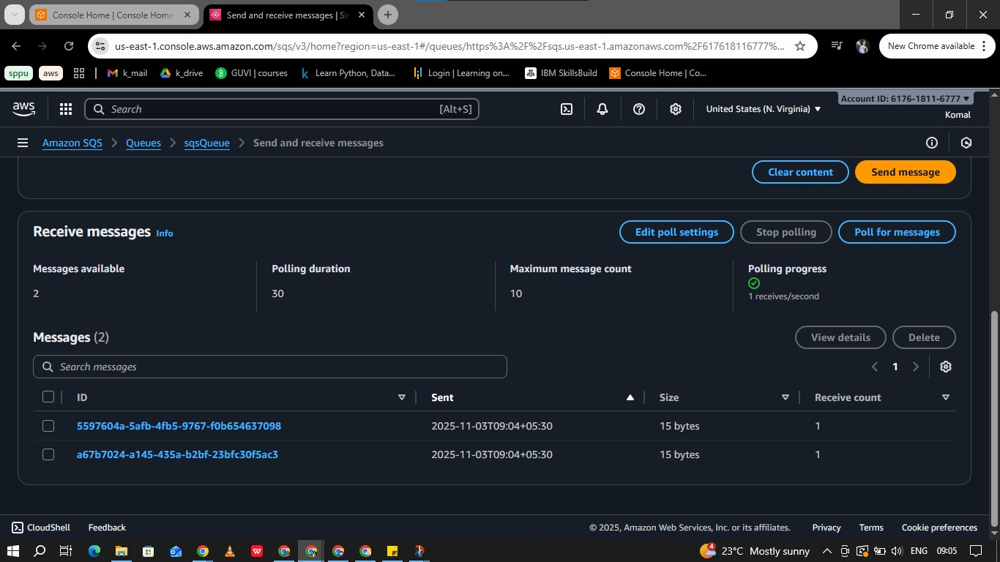 Console Home | Console Home
Send and receive messages | Si
us-east-1.console.aws.amazon.com/sqs/v3/home?region=us-east-1#/queues/https%3A%2F%2Fsqs.us-east-1.amazonaws.com%2F617618116777%...
New Chrome available
sppu
aws
k_mail
k_drive
GUVI | courses
Learn Python, Data...
Login | Learning on...
IBM SkillsBuild
Console Home | Co...
aws
Search
[Alt+S]
United States (N. Virginia)
Account ID: 6176-1811-6777
Komal
Amazon SQS
Queues
sqsQueue
Send and receive messages
Clear content
Send message
Receive messages Info
Edit poll settings
Stop polling
Poll for messages
Messages available
2
Polling duration
30
Maximum message count
10
Polling progress
1 receives/second
Messages (2)
View details
Delete
Search messages
1
ID Sent Size Receive count
5597604a-5afb-4fb5-9767-f0b654637098 2025-11-03T09:04+05:30 15 bytes 1
a67b7024-a145-435a-b2bf-23bfc30f5ac3 2025-11-03T09:04+05:30 15 bytes 1
CloudShell
Feedback
© 2025, Amazon Web Services, Inc. or its affiliates.
Privacy
Terms
Cookie preferences
4
23°C Mostly sunny
ENG
09:05